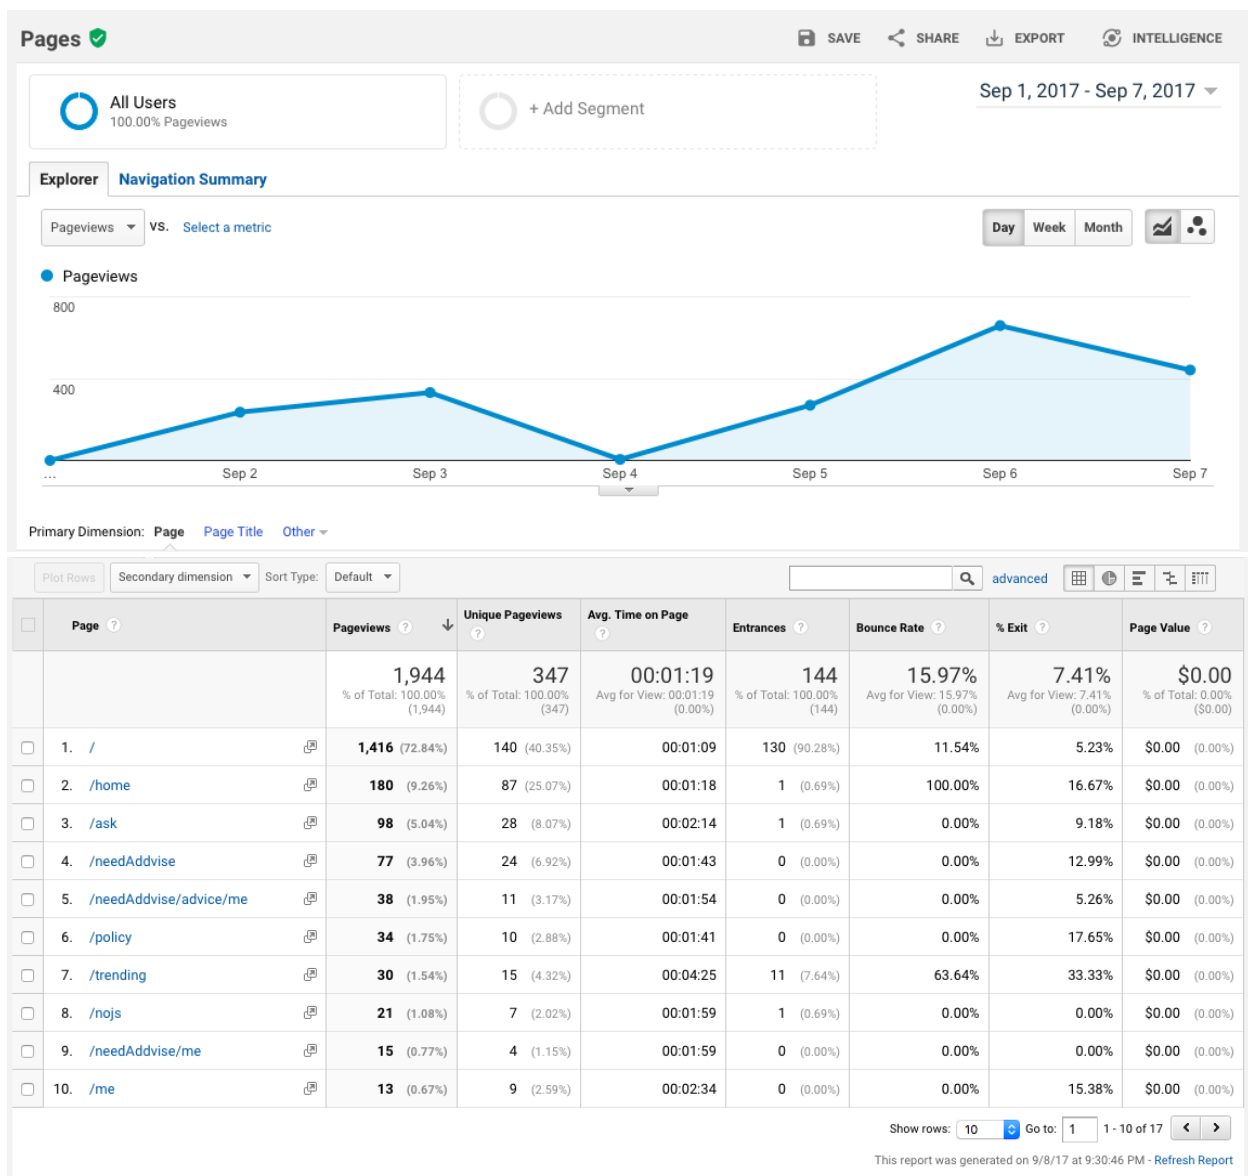 Pages
SAVE SHARE EXPORT INTELLIGENCE
All Users
100.00% Pageviews
+ Add Segment
Sep 1, 2017 - Sep 7, 2017
Explorer Navigation Summary
Pageviews VS. Select a metric
Day Week Month
Pageviews
800
400
... Sep 2 Sep 3 Sep 4 Sep 5 Sep 6 Sep 7
Primary Dimension: Page Page Title Other
Plot Rows Secondary dimension Sort Type: Default advanced
Page ? Pageviews ? Unique Pageviews ? Avg. Time on Page ? Entrances ? Bounce Rate ? % Exit ? Page Value ?
1,944 347 00:01:19 144 15.97% 7.41% $0.00
% of Total: 100.00% % of Total: 100.00% Avg for View: 00:01:19 % of Total: 100.00% Avg for View: 15.97% Avg for View: 7.41% % of Total: 0.00%
(1,944) (347) (0.00%) (144) (0.00%) (0.00%) ($0.00)
1. / 1,416 (72.84%) 140 (40.35%) 00:01:09 130 (90.28%) 11.54% 5.23% $0.00 (0.00%)
2. /home 180 (9.26%) 87 (25.07%) 00:01:18 1 (0.69%) 100.00% 16.67% $0.00 (0.00%)
3. /ask 98 (5.04%) 28 (8.07%) 00:02:14 1 (0.69%) 0.00% 9.18% $0.00 (0.00%)
4. /needAddvise 77 (3.96%) 24 (6.92%) 00:01:43 0 (0.00%) 0.00% 12.99% $0.00 (0.00%)
5. /needAddvise/advice/me 38 (1.95%) 11 (3.17%) 00:01:54 0 (0.00%) 0.00% 5.26% $0.00 (0.00%)
6. /policy 34 (1.75%) 10 (2.88%) 00:01:41 0 (0.00%) 0.00% 17.65% $0.00 (0.00%)
7. /trending 30 (1.54%) 15 (4.32%) 00:04:25 11 (7.64%) 63.64% 33.33% $0.00 (0.00%)
8. /nojs 21 (1.08%) 7 (2.02%) 00:01:59 1 (0.69%) 0.00% 0.00% $0.00 (0.00%)
9. /needAddvise/me 15 (0.77%) 4 (1.15%) 00:01:59 0 (0.00%) 0.00% 0.00% $0.00 (0.00%)
10. /me 13 (0.67%) 9 (2.59%) 00:02:34 0 (0.00%) 0.00% 15.38% $0.00 (0.00%)
Show rows: 10 Go to: 1 1 - 10 of 17
This report was generated on 9/8/17 at 9:30:46 PM - Refresh Report